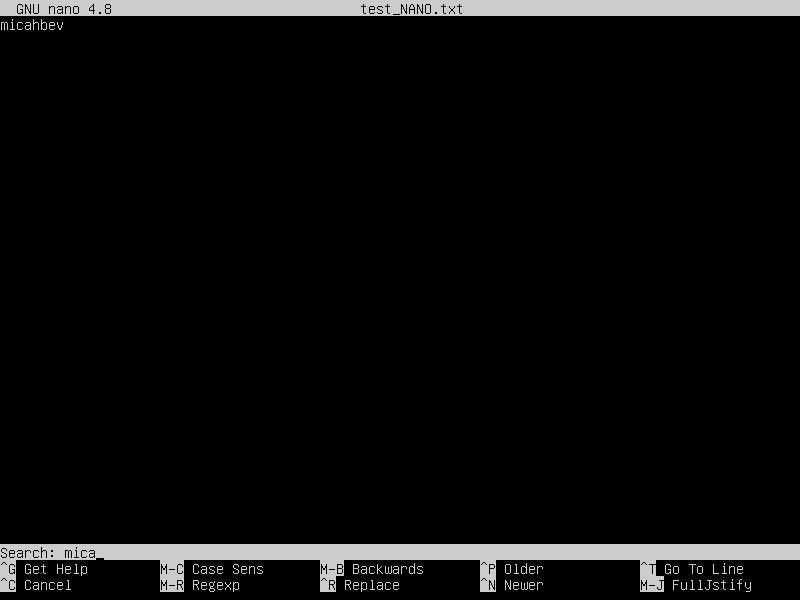 GNU nano 4.8 test_NANO.txt
micahbev
Search: mica_
^G Get Help M-C Case Sens M-B Backwards ^P Older ^T Go To Line
^C Cancel M-R Regexp ^R Replace ^N Newer M-J FullJstify